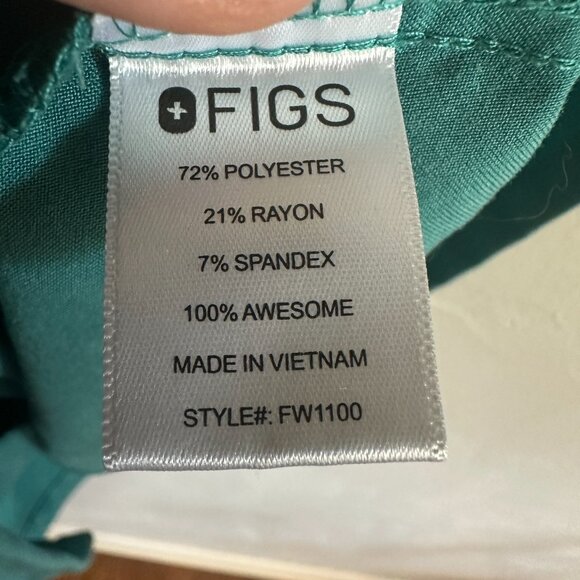 FIGS
72% POLYESTER
21% RAYON
7% SPANDEX
100% AWESOME
MADE IN VIETNAM
STYLE#: FW1100